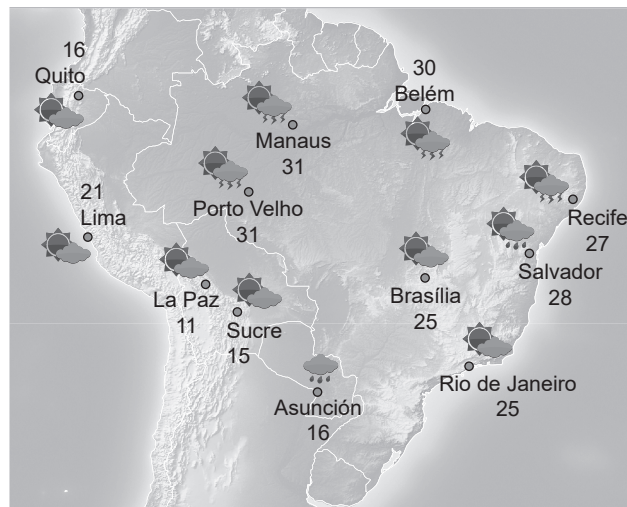 16
Quito
30
Belém
Manaus
31
21
Lima
Porto Velho
31
Recife
27
Salvador
28
La Paz
11
Brasília
25
Sucre
15
Rio de Janeiro
25
Asunción
16